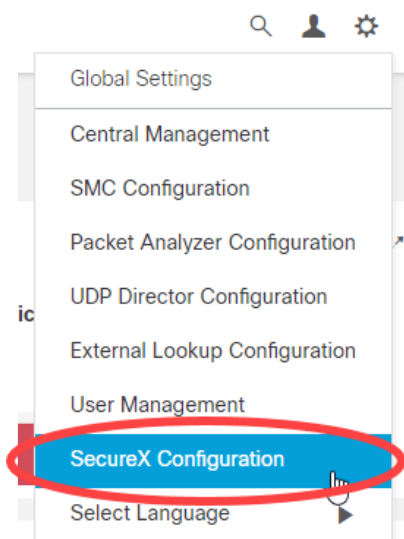 Global Settings
Central Management
SMC Configuration
Packet Analyzer Configuration
ic
UDP Director Configuration
External Lookup Configuration
User Management
SecureX Configuration
Select Language